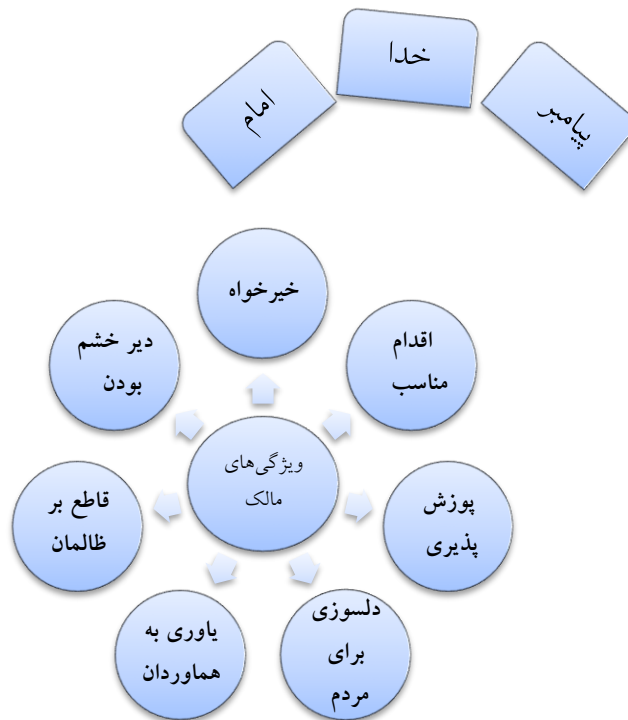 خدا
پیامبر
امام
خیرخواه
اقدام
مناسب
پوزش
پذیری
دلسوزی
برای
مردم
یاوری به
هماوردان
قاطع بر
ظالمان
دیر خشم
بودن
ویژگی‌های
مالک